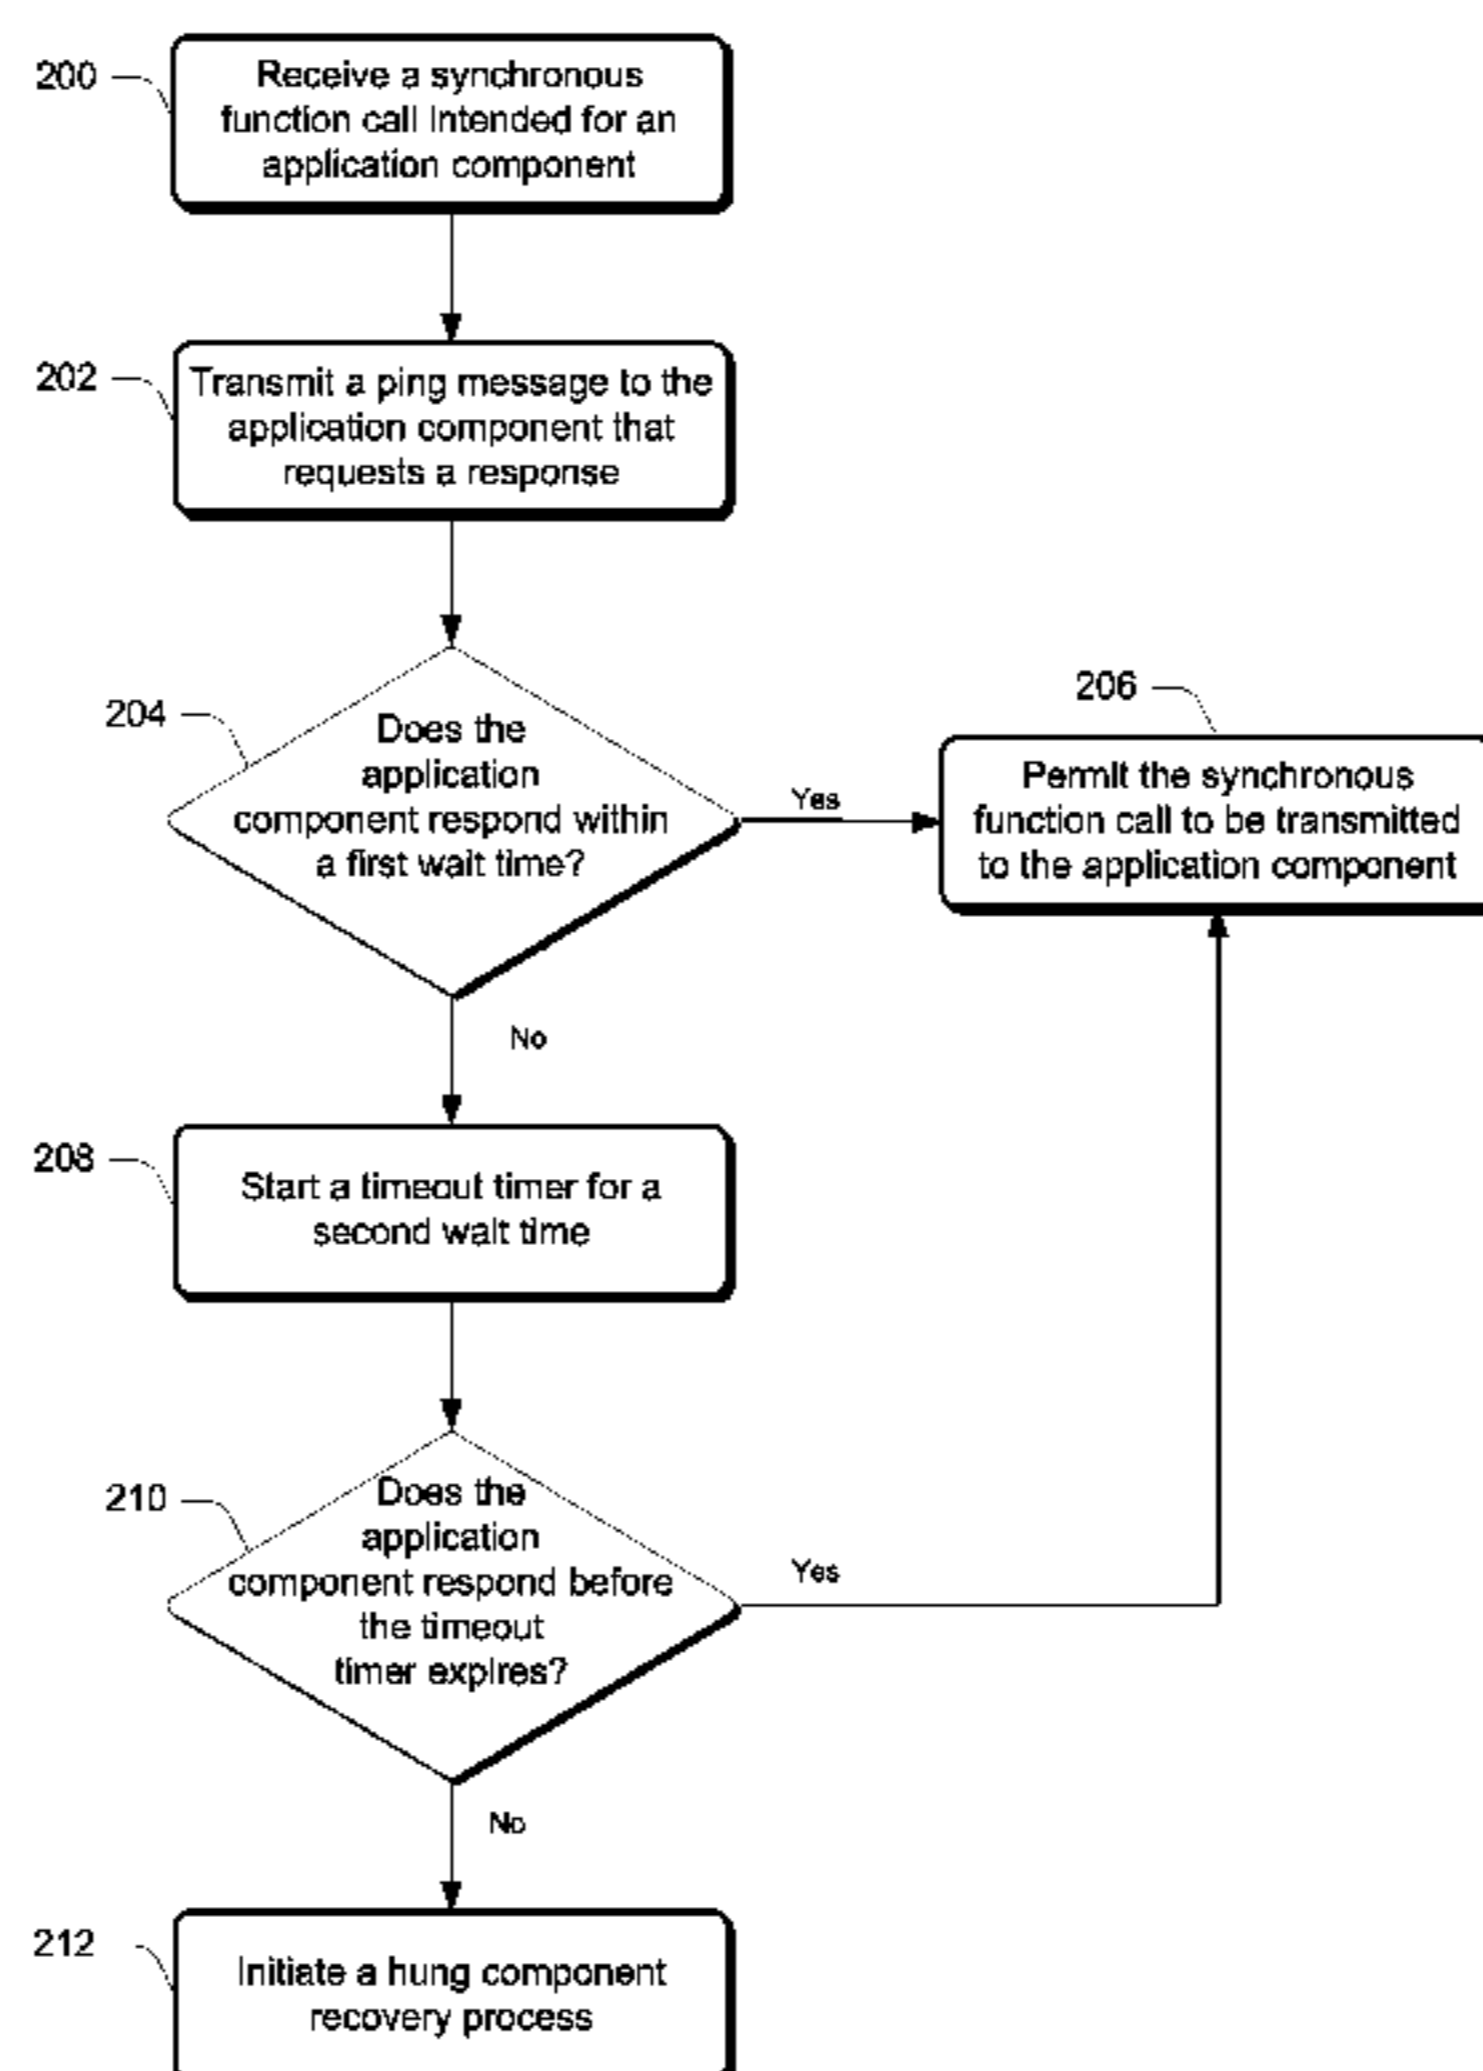 200
Receive a synchronous
function call intended for an
application component
202
Transmit a ping message to the
application component that
requests a response
204
Does the
application
component respond within
a first wait time?
Yes
206
Permit the synchronous
function call to be transmitted
to the application component
No
208
Start a timeout timer for a
second wait time
210
Does the
application
component respond before
the timeout
timer expires?
Yes
No
212
Initiate a hung component
recovery process